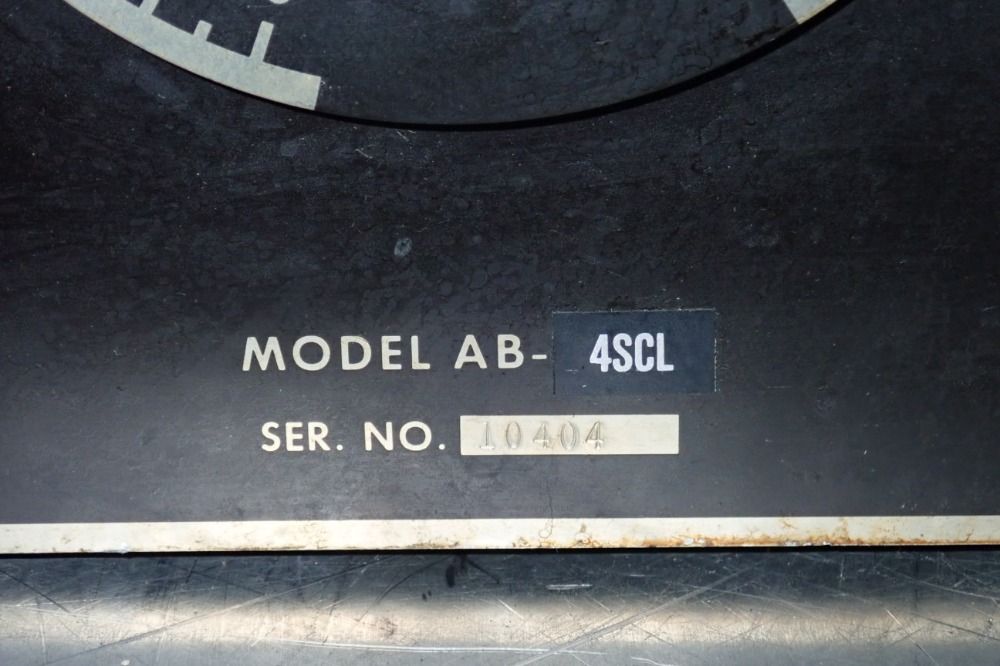 MODEL AB-4SCL
SER. NO. 10404